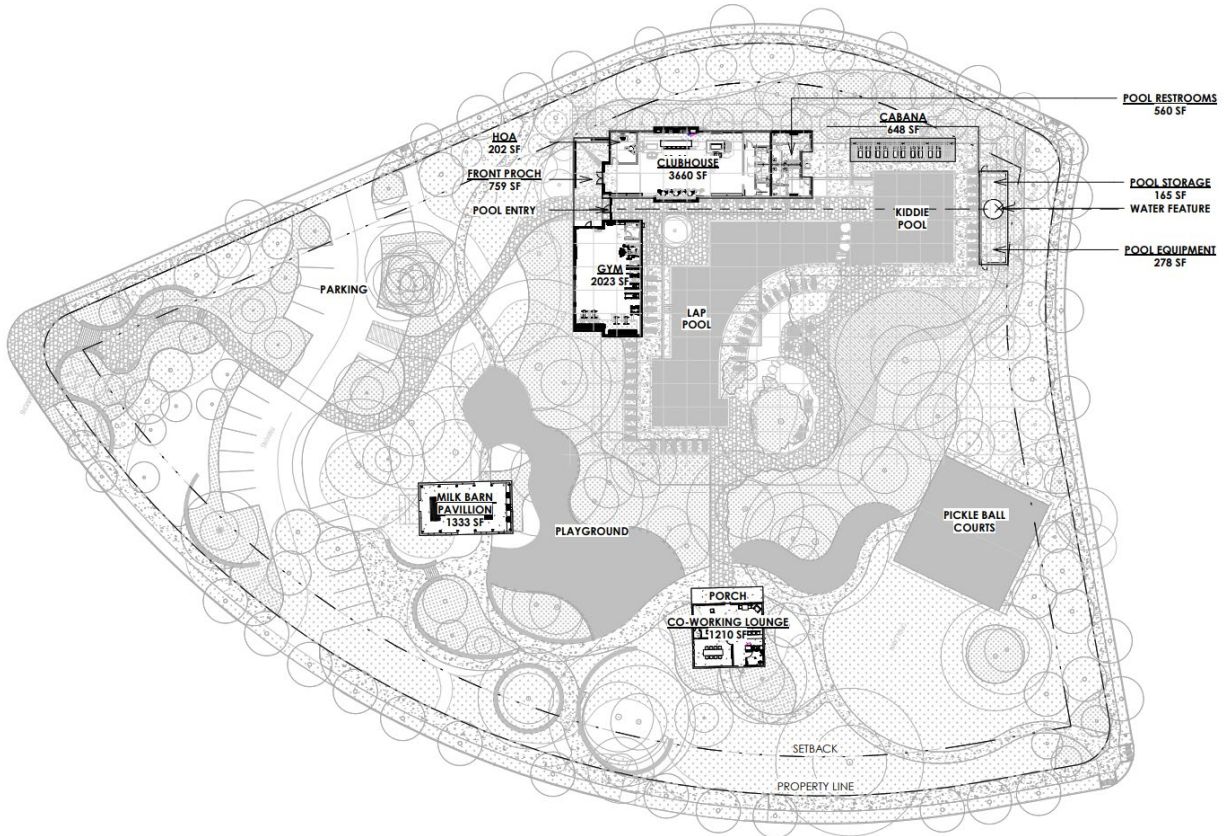 POOL RESTROOMS
560 SF
CABANA
648 SF
HOA
202 SF
CLUBHOUSE
3660 SF
FRONT PROCH
759 SF
POOL STORAGE
165 SF
POOL ENTRY
WATER FEATURE
KIDDIE
POOL
POOL EQUIPMENT
278 SF
GYM
2023 SF
PARKING
LAP
POOL
MILK BARN
PAVILLION
1333 SF
PLAYGROUND
PICKLE BALL
COURTS
PORCH
CO-WORKING LOUNGE
1210 SF
SETBACK
PROPERTY LINE